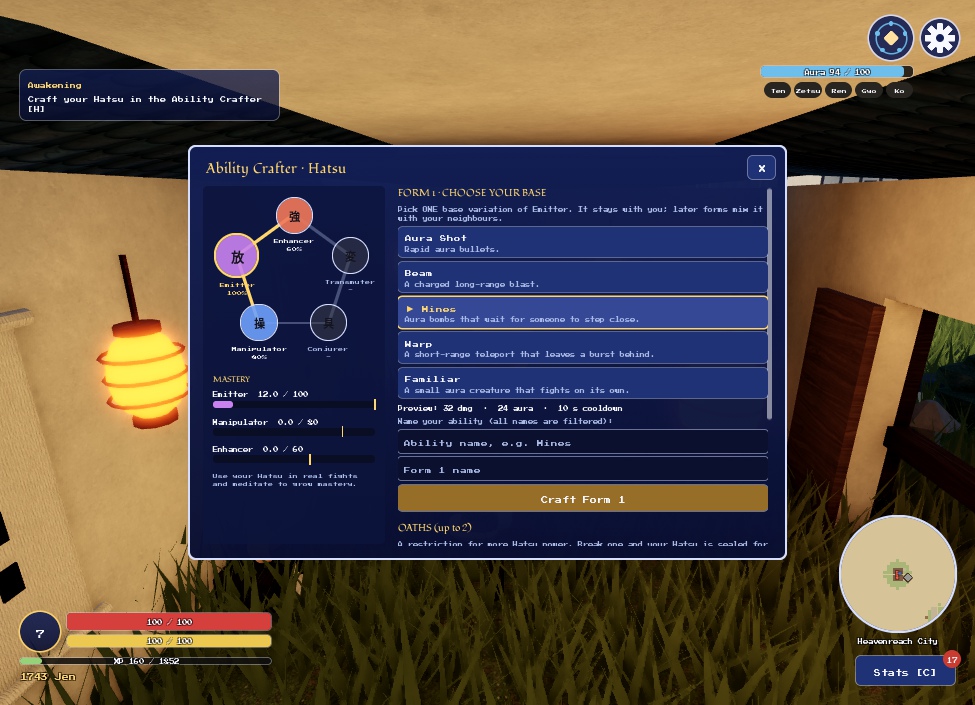 Awakening
Craft your Hatsu in the Ability Crafter
[H]
Aura 94 / 100
Ten
Zetsu
Ren
Gyo
Ko
Ability Crafter · Hatsu
x
強
Enhancer
60%
放
Emitter
100%
変
Transmuter
-
操
Manipulator
60%
具
Conjurer
-
MASTERY
Emitter 12.0 / 100
Manipulator 0.0 / 80
Enhancer 0.0 / 60
Use your Hatsu in real fights
and meditate to grow mastery.
FORM 1 · CHOOSE YOUR BASE
Pick ONE base variation of Emitter. It stays with you; later forms mix it
with your neighbours.
Aura Shot
Rapid aura bullets.
Beam
A charged long-range blast.
► Mines
Aura bombs that wait for someone to step close.
Warp
A short-range teleport that leaves a burst behind.
Familiar
A small aura creature that fights on its own.
Preview: 32 dmg · 24 aura · 10 s cooldown
Name your ability (all names are filtered):
Ability name, e.g. Mines
Form 1 name
Craft Form 1
OATHS (up to 2)
A restriction for more Hatsu power. Break one and your Hatsu is sealed for
7
100 / 100
100 / 100
XP 160 / 1852
1743 Jen
Heavenreach City
17
Stats [C]